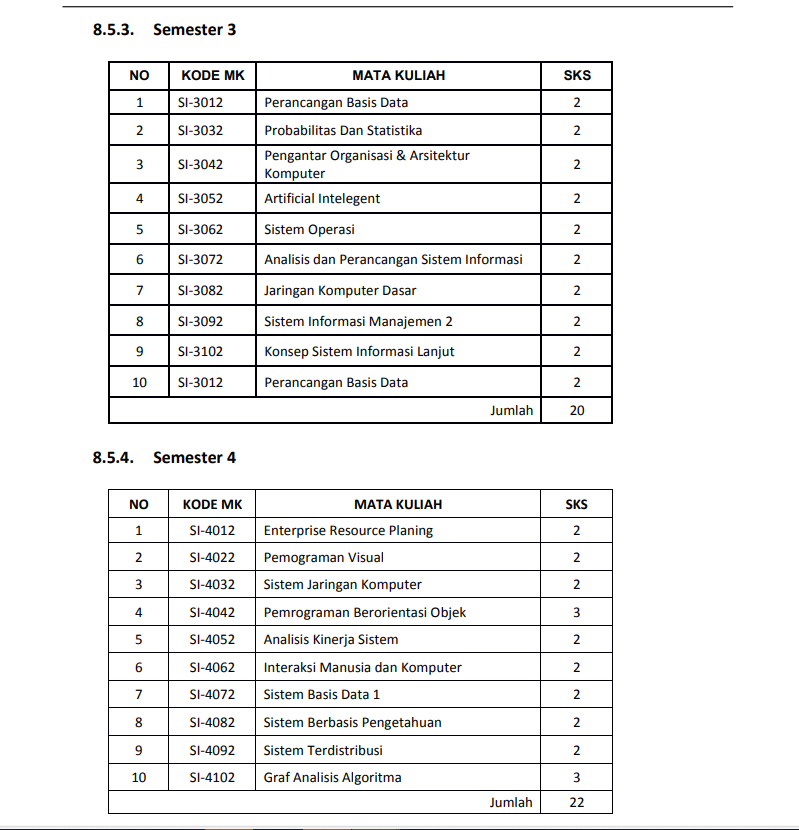 8.5.3. Semester 3
NO KODE MK MATA KULIAH SKS
1 SI-3012 Perancangan Basis Data 2
2 SI-3032 Probabilitas Dan Statistika 2
3 SI-3042 Pengantar Organisasi & Arsitektur
Komputer 2
4 SI-3052 Artificial Intelegent 2
5 SI-3062 Sistem Operasi 2
6 SI-3072 Analisis dan Perancangan Sistem Informasi 2
7 SI-3082 Jaringan Komputer Dasar 2
8 SI-3092 Sistem Informasi Manajemen 2 2
9 SI-3102 Konsep Sistem Informasi Lanjut 2
10 SI-3012 Perancangan Basis Data 2
Jumlah 20
8.5.4. Semester 4
NO KODE MK MATA KULIAH SKS
1 SI-4012 Enterprise Resource Planing 2
2 SI-4022 Pemograman Visual 2
3 SI-4032 Sistem Jaringan Komputer 2
4 SI-4042 Pemrograman Berorientasi Objek 3
5 SI-4052 Analisis Kinerja Sistem 2
6 SI-4062 Interaksi Manusia dan Komputer 2
7 SI-4072 Sistem Basis Data 1 2
8 SI-4082 Sistem Berbasis Pengetahuan 2
9 SI-4092 Sistem Terdistribusi 2
10 SI-4102 Graf Analisis Algoritma 3
Jumlah 22